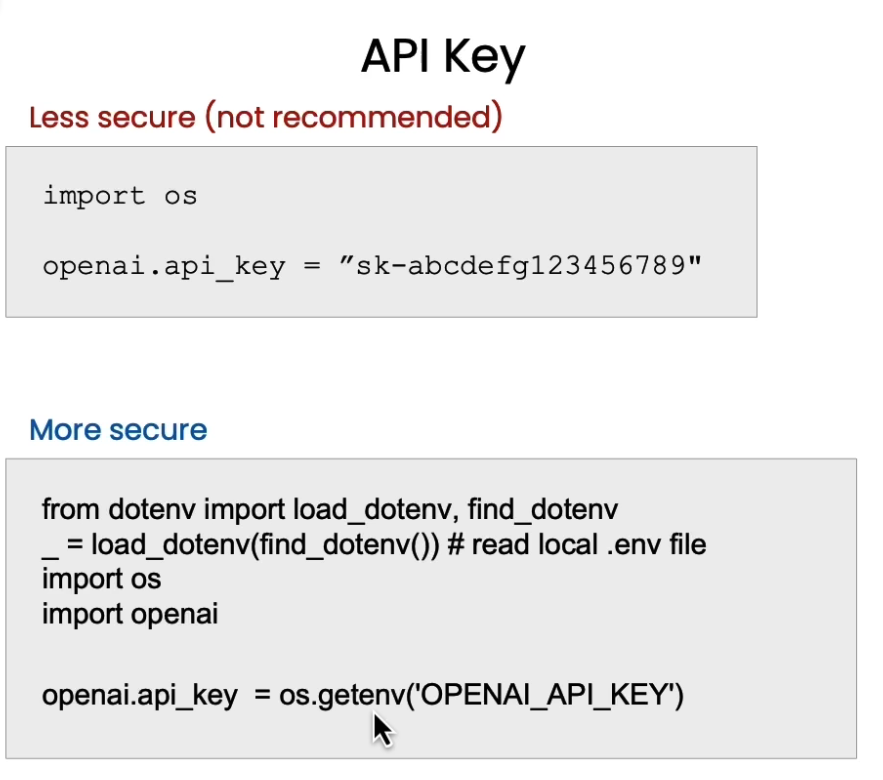 API Key
Less secure (not recommended)
import os
openai.api_key = ”sk-abcdefg123456789"
More secure
from dotenv import load_dotenv, find_dotenv
_ = load_dotenv(find_dotenv()) # read local .env file
import os
import openai
openai.api_key  = os.getenv('OPENAI_API_KEY')